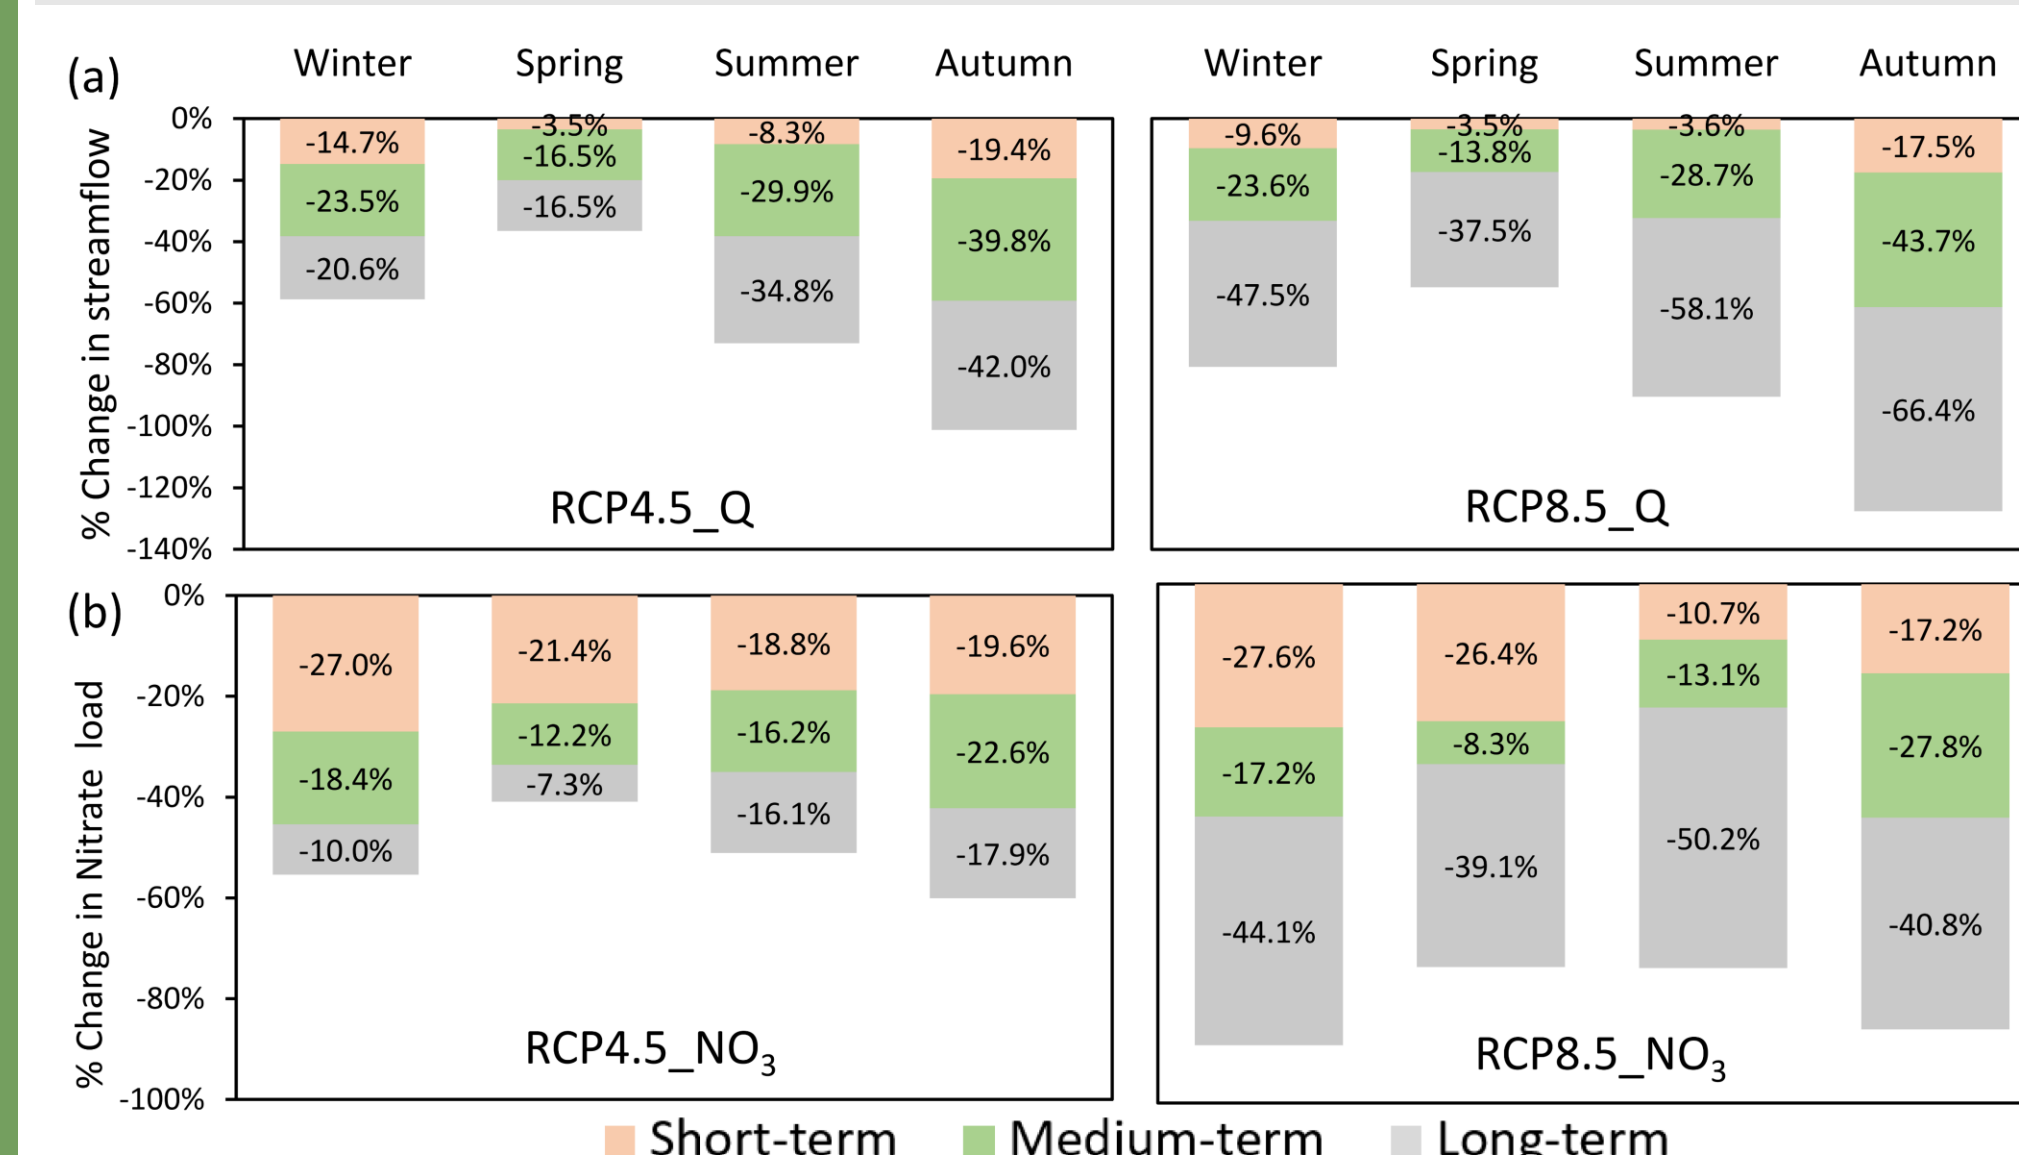 (a)
Winter Spring Summer Autumn
Winter Spring Summer Autumn
% Change in streamflow
0%
-20%
-40%
-60%
-80%
-100%
-120%
-140%
-14.7% -3.5% -8.3% -19.4%
-23.5% -16.5% -29.9% -39.8%
-20.6% -16.5% -34.8% -42.0%
RCP4.5_Q
-9.6% -3.5% -3.6% -17.5%
-23.6% -13.8% -28.7% -43.7%
-47.5% -37.5% -58.1% -66.4%
RCP8.5_Q
(b)
% Change in Nitrate load
0%
-20%
-40%
-60%
-80%
-100%
-27.0% -21.4% -18.8% -19.6%
-18.4% -12.2% -16.2% -22.6%
-10.0% -7.3% -16.1% -17.9%
RCP4.5_NO₃
-27.6% -26.4% -10.7% -17.2%
-17.2% -8.3% -13.1% -27.8%
-44.1% -39.1% -50.2% -40.8%
RCP8.5_NO₃
Short-term Medium-term Long-term